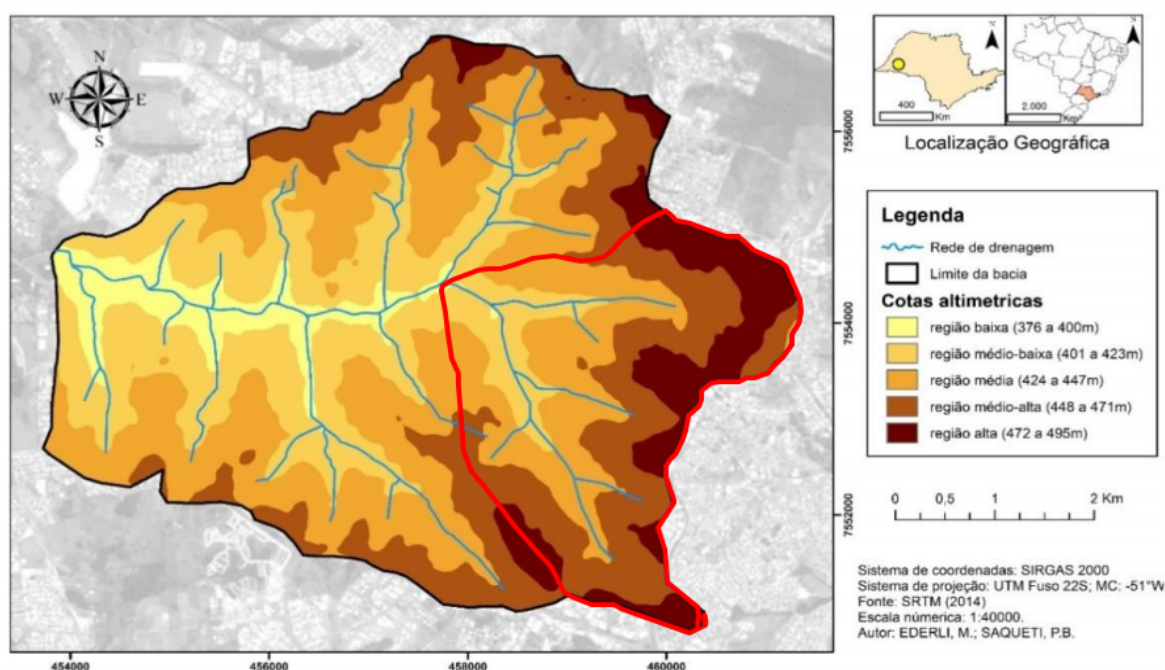 N
W E
S
N
400
Km
N
2.000
Km
Localização Geográfica
7556000
7554000
7552000
454000 456000 458000 460000
Legenda
Rede de drenagem
Limite da bacia
Cotas altimetricas
região baixa (376 a 400m)
região médio-baixa (401 a 423m)
região média (424 a 447m)
região médio-alta (448 a 471m)
região alta (472 a 495m)
0 0,5 1 2 Km
Sistema de coordenadas: SIRGAS 2000
Sistema de projeção: UTM Fuso 22S; MC: -51°W
Fonte: SRTM (2014)
Escala númerica: 1:40000.
Autor: EDERLI, M.; SAQUETI, P.B.